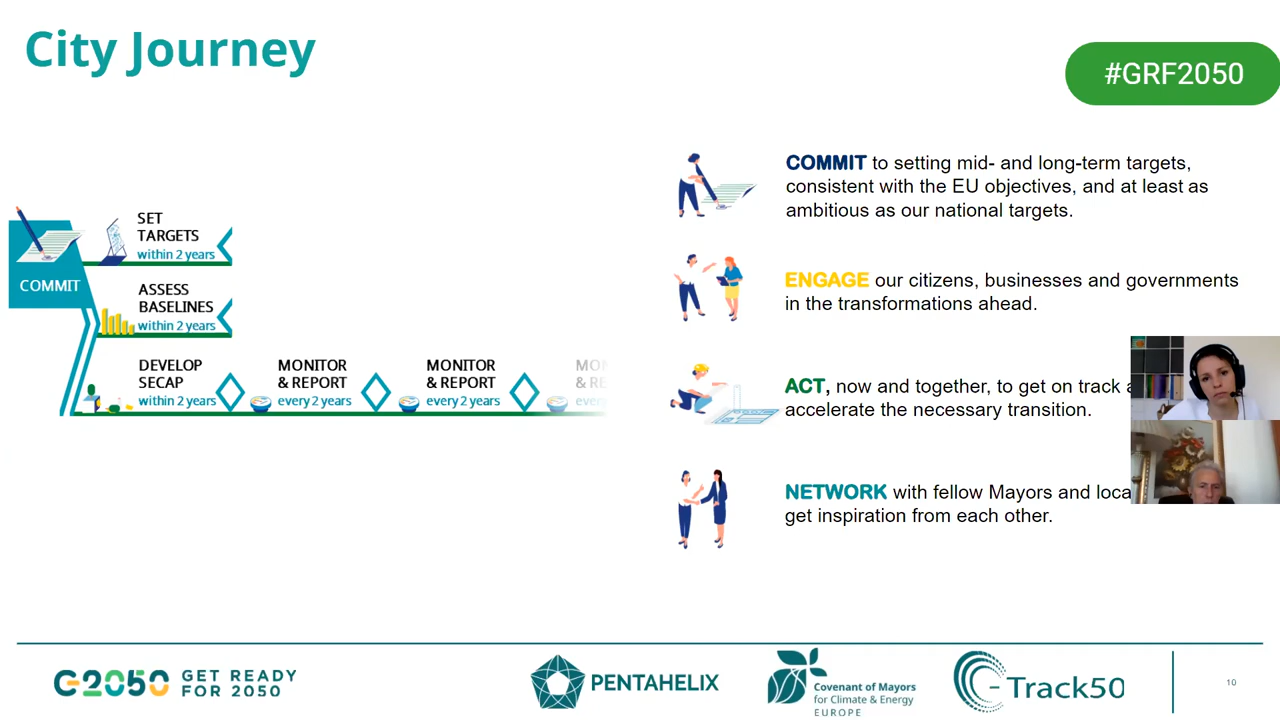 City Journey
#GRF2050
COMMIT
SET
TARGETS
within 2 years
ASSESS
BASELINES
within 2 years
DEVELOP
SECAP
within 2 years
MONITOR
& REPORT
every 2 years
MONITOR
& REPORT
every 2 years
COMMIT to setting mid- and long-term targets,
consistent with the EU objectives, and at least as
ambitious as our national targets.
ENGAGE our citizens, businesses and governments
in the transformations ahead.
ACT, now and together, to get on track
accelerate the necessary transition.
NETWORK with fellow Mayors and
get inspiration from each other.
C2050 GET READY
FOR 2050
PENTAHELIX
Covenant of Mayors
for Climate & Energy
EUROPE
C-Track50
10